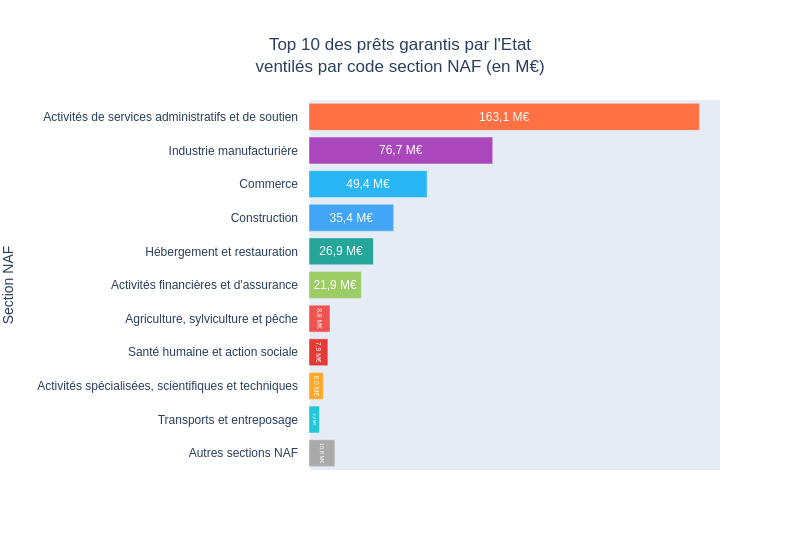 Top 10 des prêts garantis par l'Etat
ventilés par code section NAF (en M€)
Section NAF
Activités de services administratifs et de soutien
163,1 M€
Industrie manufacturière
76,7 M€
Commerce
49,4 M€
Construction
35,4 M€
Hébergement et restauration
26,9 M€
Activités financières et d'assurance
21,9 M€
Agriculture, sylviculture et pêche
8,8 M€
Santé humaine et action sociale
7,9 M€
Activités spécialisées, scientifiques et techniques
6,0 M€
Transports et entreposage
Autres sections NAF